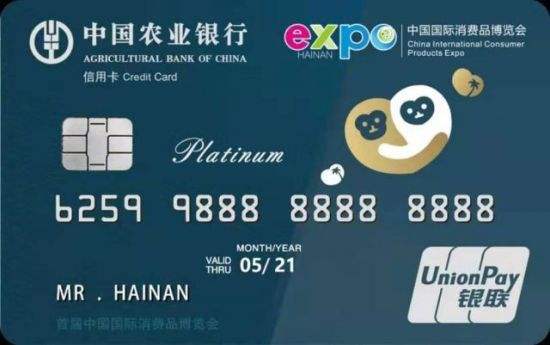 中国农业银行
AGRICULTURAL BANK OF CHINA
信用卡 Credit Card
expo
HAINAN
中国国际消费品博览会
China International Consumer
Products Expo
Platinum
6259 9888 8888 8888
MONTH/YEAR
VALID
THRU 05/21
MR . HAINAN
首届中国国际消费品博览会
UnionPay
银联